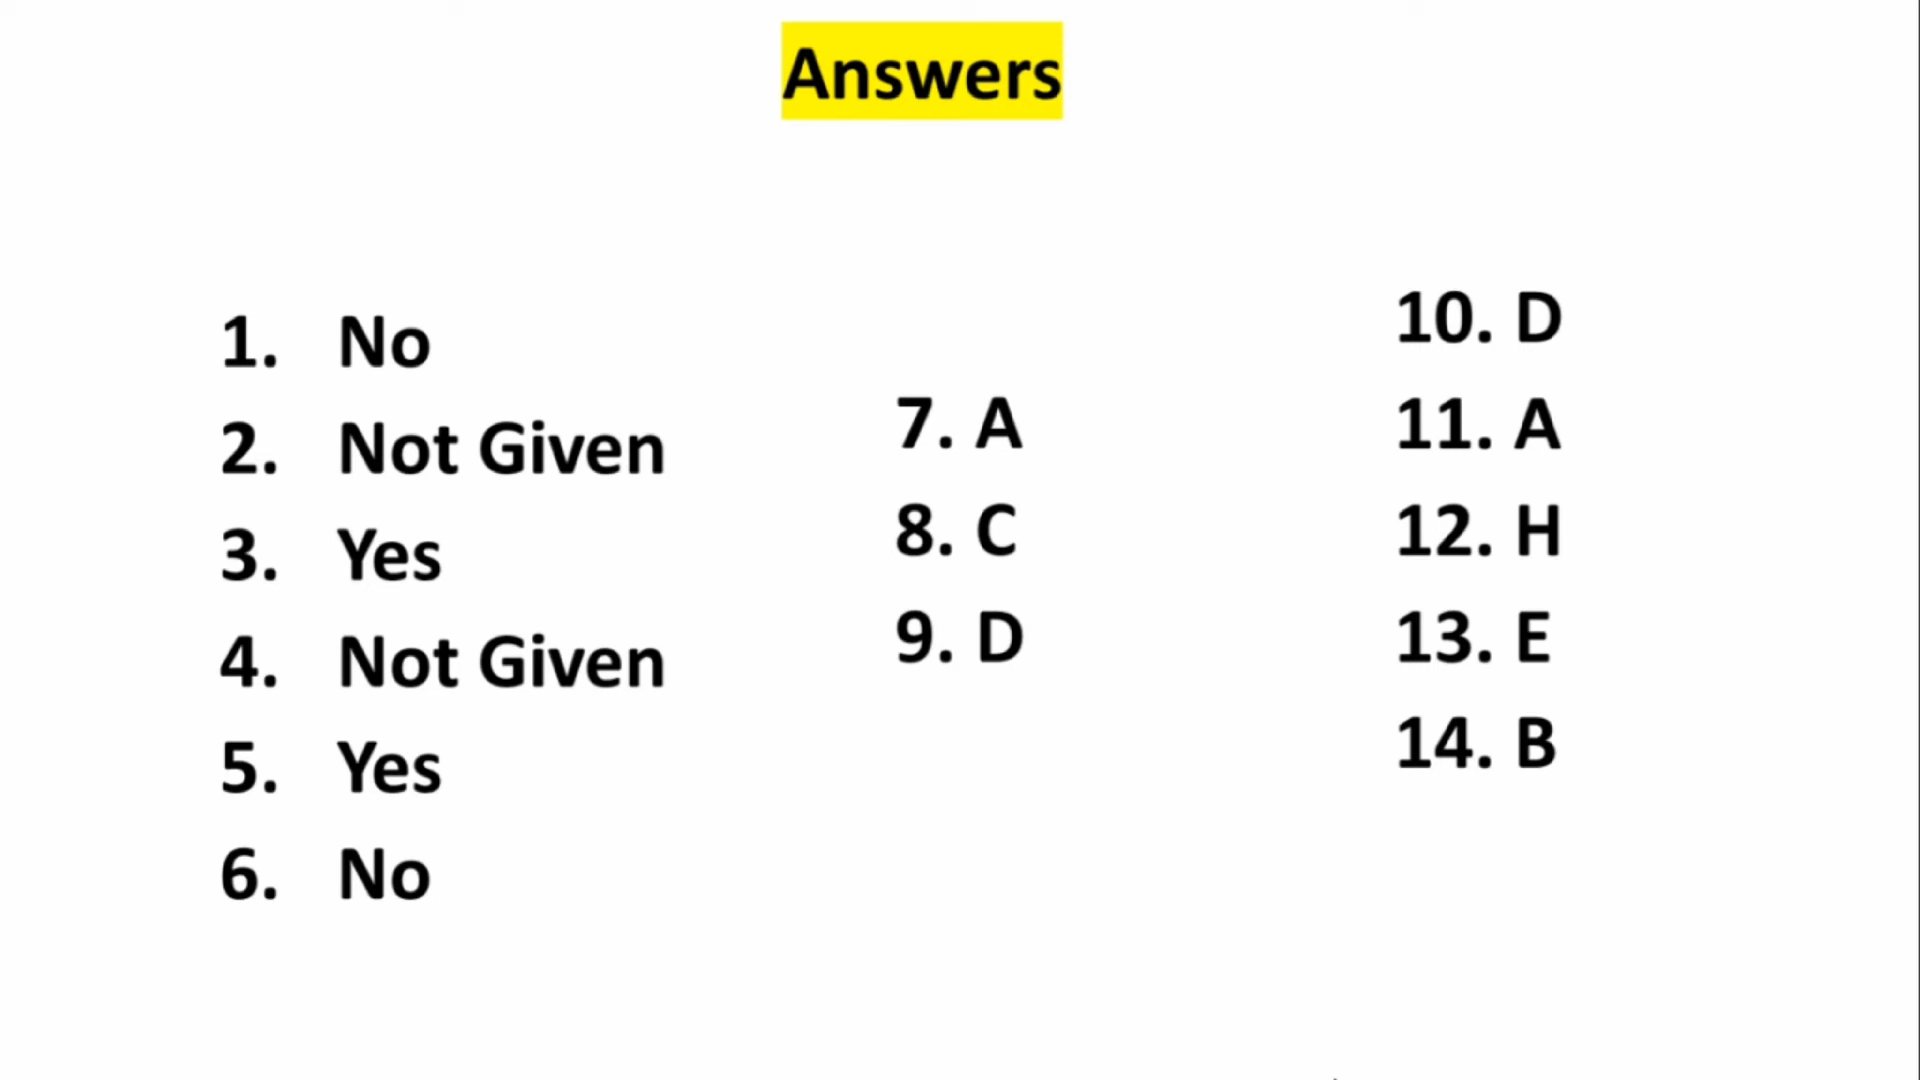 Answers
1. No
2. Not Given
3. Yes
4. Not Given
5. Yes
6. No
7. A
8. C
9. D
10. D
11. A
12. H
13. E
14. B